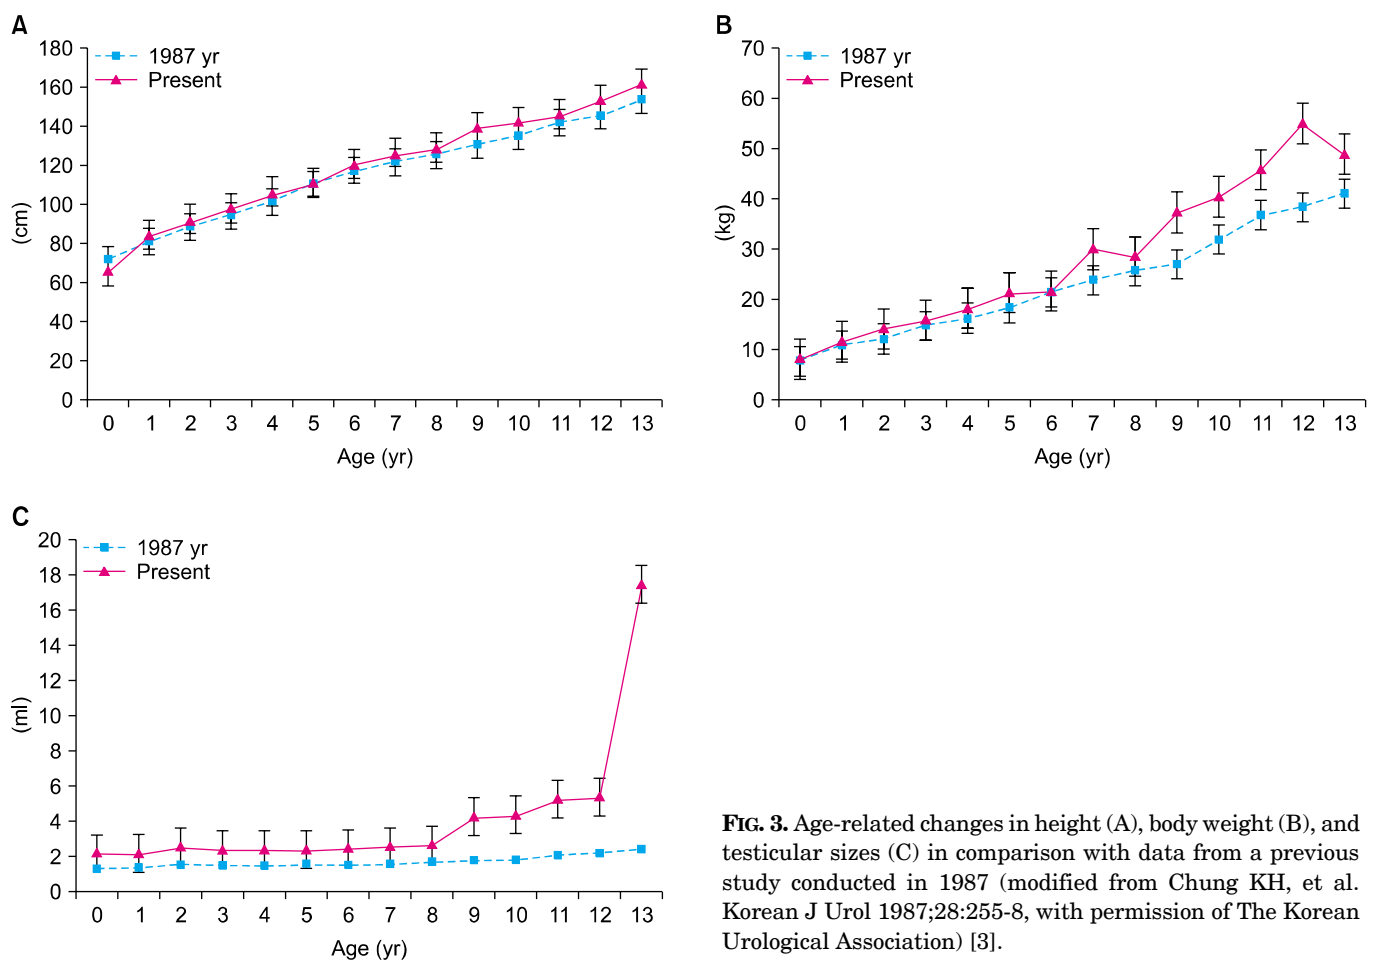 A
180
160
140
120
100
80
60
40
20
0
(cm)
1987 yr
Present
0 1 2 3 4 5 6 7 8 9 10 11 12 13
Age (yr)
B
70
60
50
40
30
20
10
0
(kg)
1987 yr
Present
0 1 2 3 4 5 6 7 8 9 10 11 12 13
Age (yr)
C
20
18
16
14
12
10
8
6
4
2
0
(ml)
1987 yr
Present
0 1 2 3 4 5 6 7 8 9 10 11 12 13
Age (yr)
FIG. 3. Age-related changes in height (A), body weight (B), and
testicular sizes (C) in comparison with data from a previous
study conducted in 1987 (modified from Chung KH, et al.
Korean J Urol 1987;28:255-8, with permission of The Korean
Urological Association) [3].